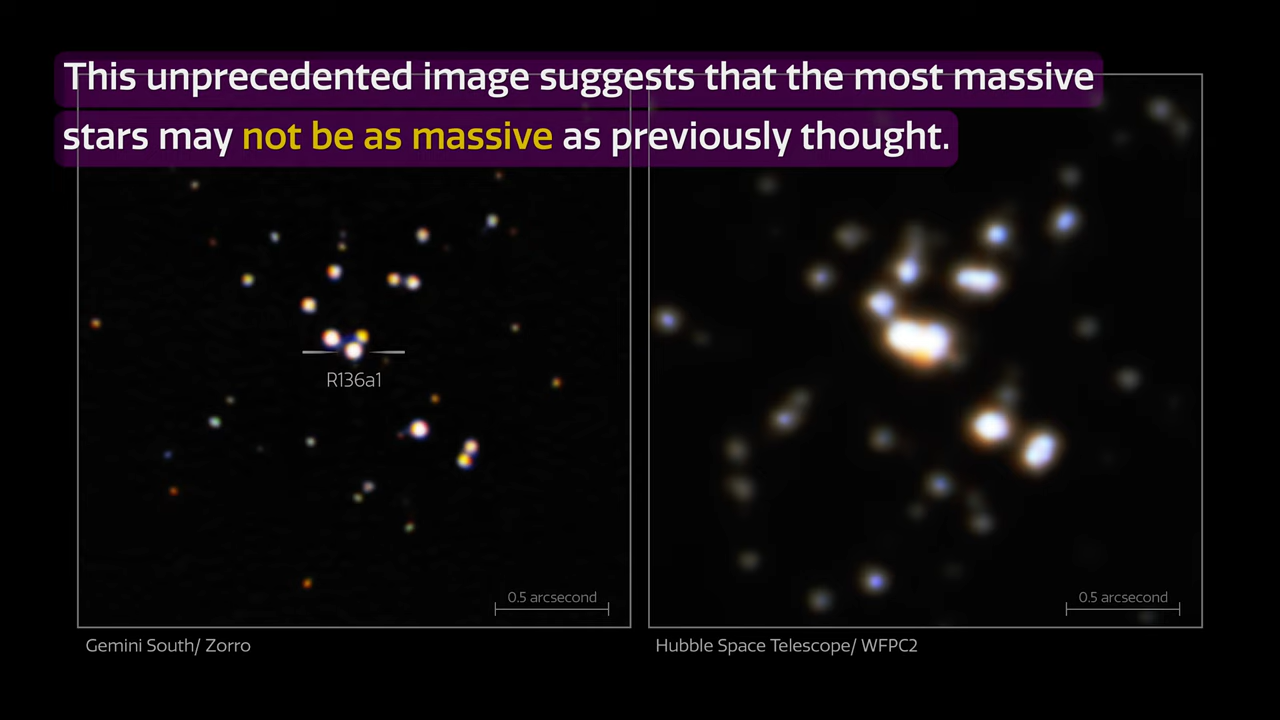 This unprecedented image suggests that the most massive
stars may not be as massive as previously thought.
R136a1
0.5 arcsecond
0.5 arcsecond
Gemini South/ Zorro
Hubble Space Telescope/ WFPC2